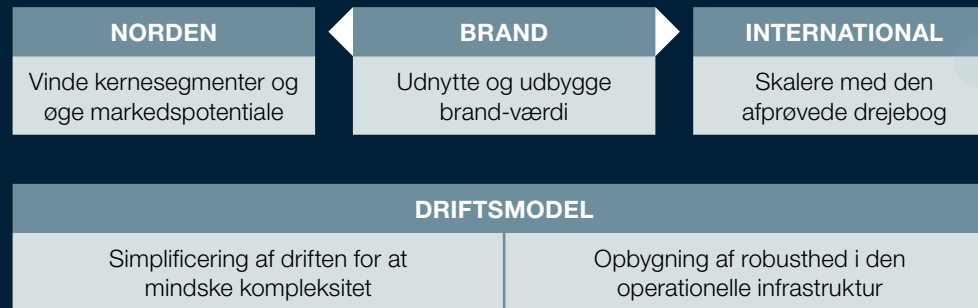 NORDEN
Vinde kernesegmenter og
øge markedspotentiale
BRAND
Udnytte og udbygge
brand-værdi
INTERNATIONAL
Skalere med den
afprøvede drejebog
DRIFTSMODEL
Simplificering af driften for at
mindske kompleksitet
Opbygning af robusthed i den
operationelle infrastruktur